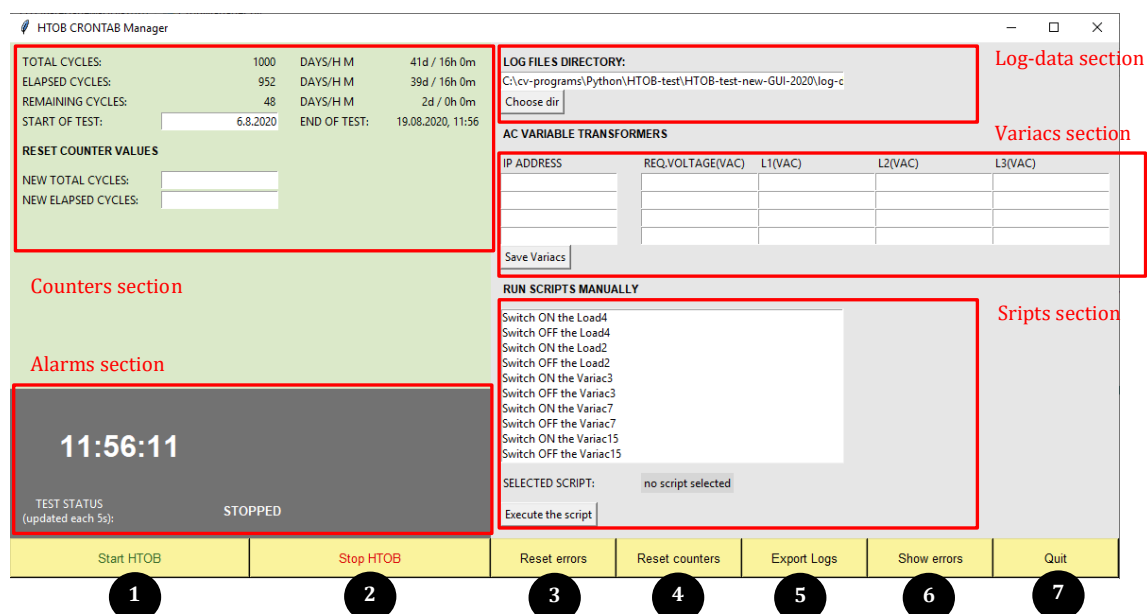 HTOB CRONTAB Manager
TOTAL CYCLES: 1000 DAYS/H M 41d / 16h 0m
ELAPSED CYCLES: 952 DAYS/H M 39d / 16h 0m
REMAINING CYCLES: 48 DAYS/H M 2d / 0h 0m
START OF TEST: 6.8.2020 END OF TEST: 19.08.2020, 11:56
RESET COUNTER VALUES
NEW TOTAL CYCLES:
NEW ELAPSED CYCLES:
Counters section
Alarms section
11:56:11
TEST STATUS
(updated each 5s): STOPPED
LOG FILES DIRECTORY:
Log-data section
C:\cv-programs\Python\HTOB-test\HTOB-test-new-GUI-2020\log-c
Choose dir
AC VARIABLE TRANSFORMERS
Variacs section
IP ADDRESS REQ.VOLTAGE(VAC) L1(VAC) L2(VAC) L3(VAC)
Save Variacs
RUN SCRIPTS MANUALLY
Sripts section
Switch ON the Load4
Switch OFF the Load4
Switch ON the Load2
Switch OFF the Load2
Switch ON the Variac3
Switch OFF the Variac3
Switch ON the Variac7
Switch OFF the Variac7
Switch ON the Variac15
Switch OFF the Variac15
SELECTED SCRIPT: no script selected
Execute the script
Start HTOB Stop HTOB Reset errors Reset counters Export Logs Show errors Quit
1 2 3 4 5 6 7